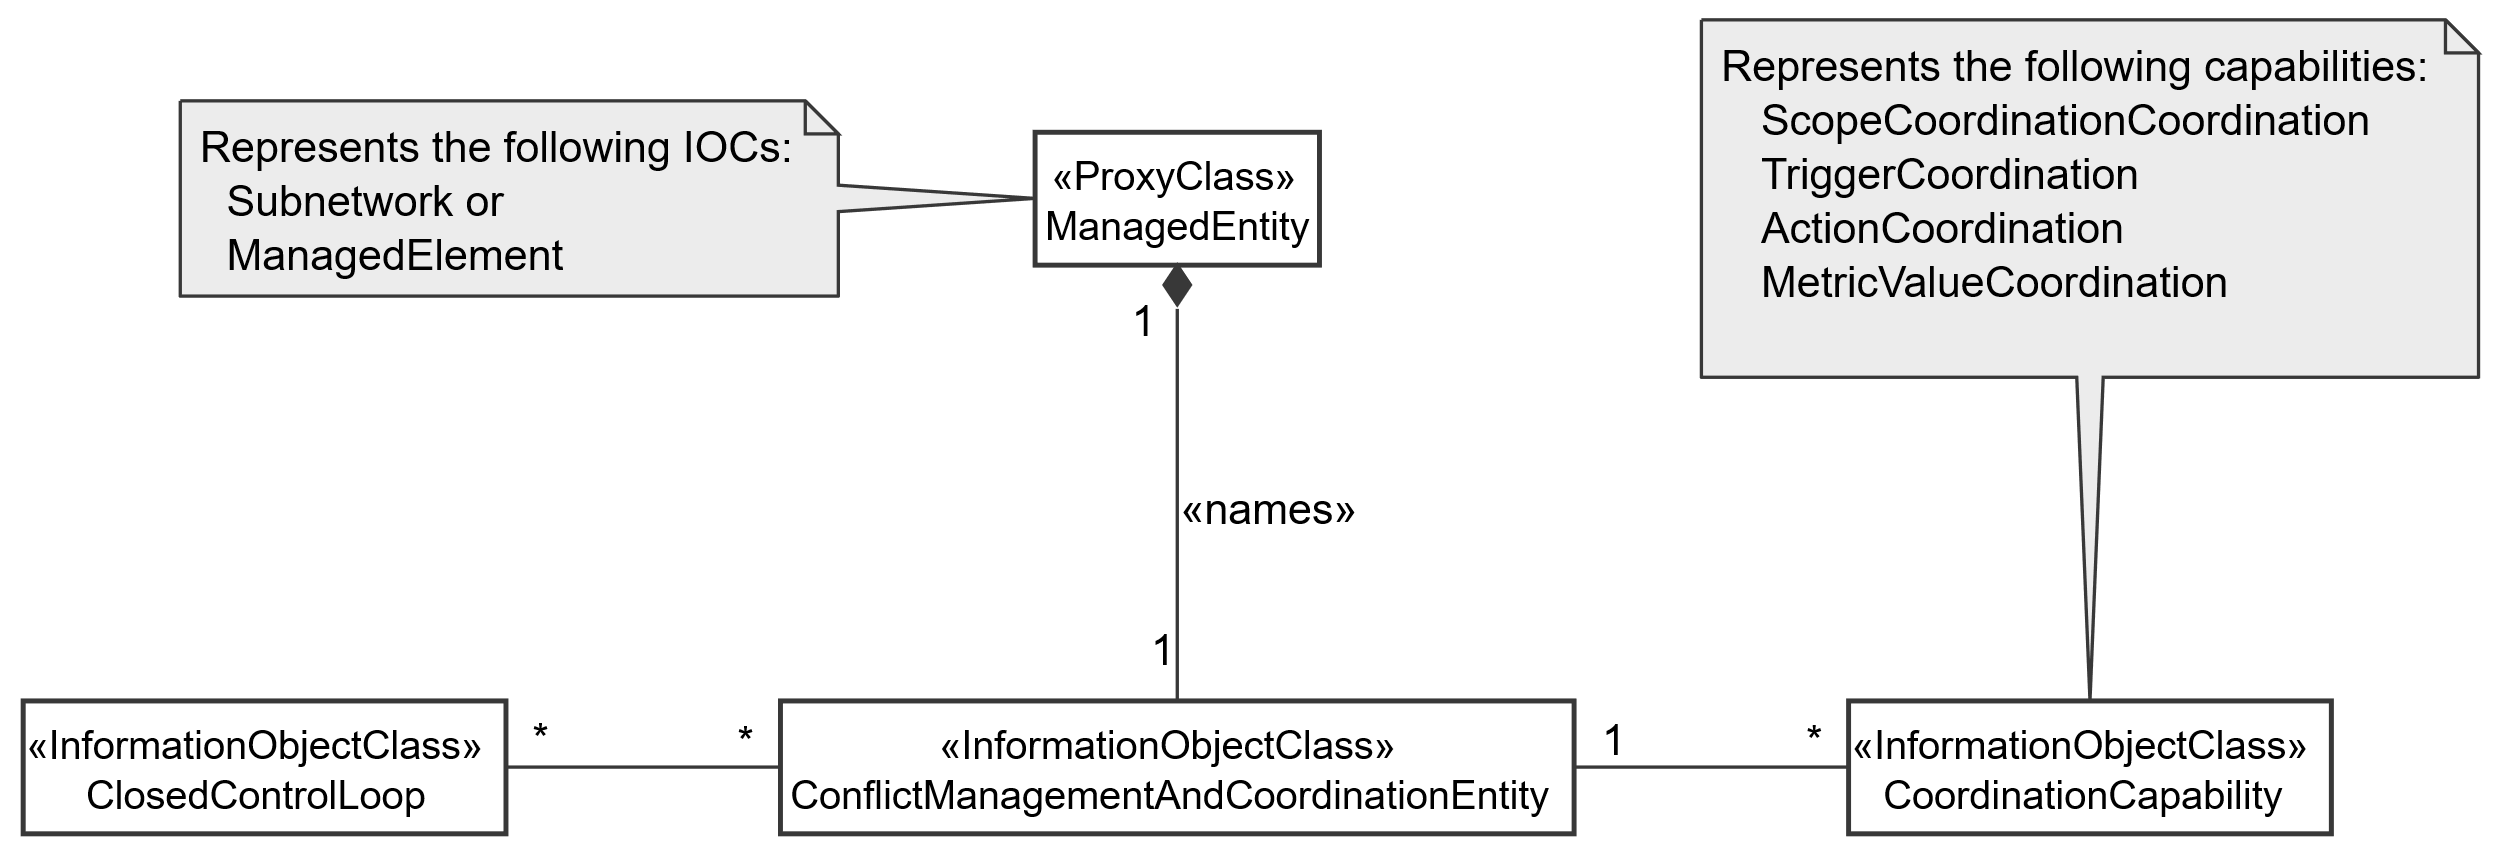 Represents the following capabilities:
ScopeCoordinationCoordination
TriggerCoordination
ActionCoordination
MetricValueCoordination
Represents the following IOCs:
Subnetwork or
ManagedElement
«ProxyClass»
ManagedEntity
1
«names»
1
«InformationObjectClass»
ClosedControlLoop
*
*
«InformationObjectClass»
ConflictManagementAndCoordinationEntity
1
*
«InformationObjectClass»
CoordinationCapability